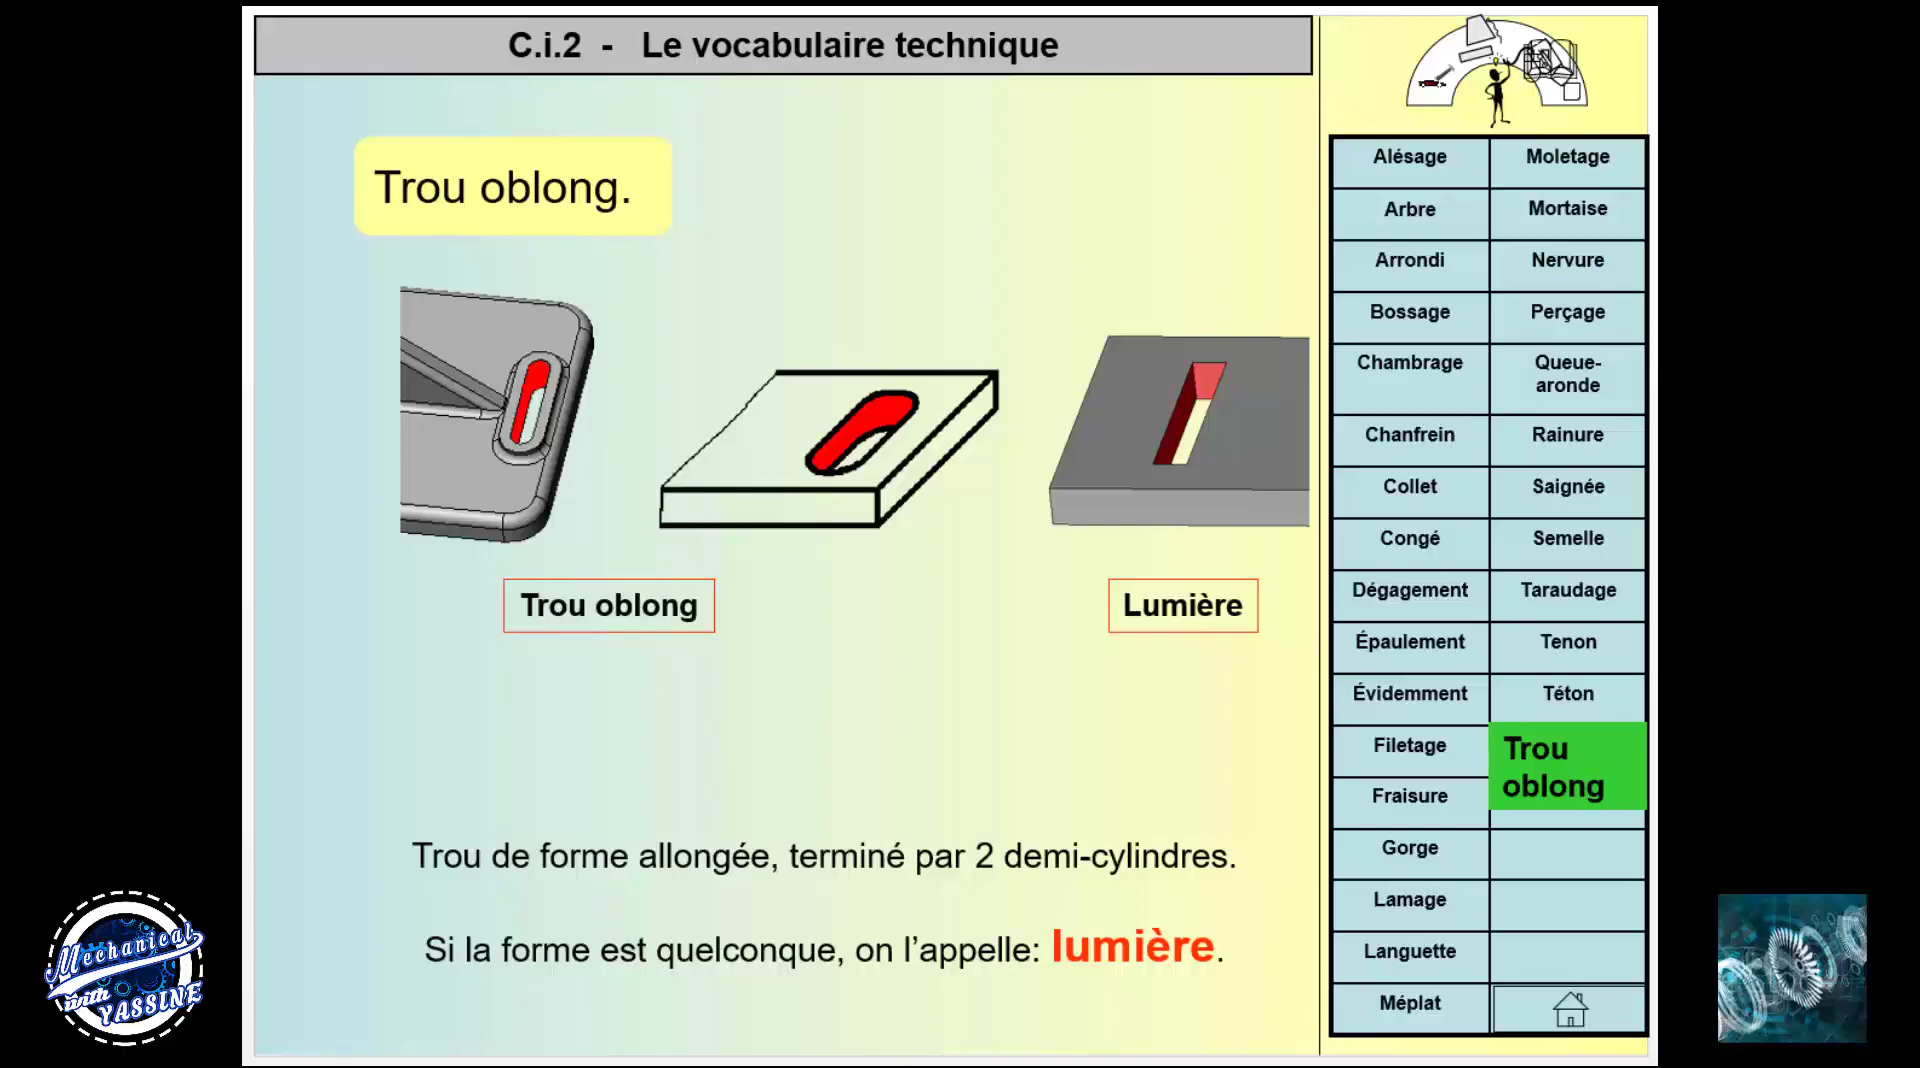 C.i.2 - Le vocabulaire technique
Trou oblong.
Trou oblong
Lumière
Trou de forme allongée, terminé par 2 demi-cylindres.
Si la forme est quelconque, on l'appelle: lumière.
Alésage
Moletage
Arbre
Mortaise
Arrondi
Nervure
Bossage
Perçage
Chambrage
Queue-
aronde
Chanfrein
Rainure
Collet
Saignée
Congé
Semelle
Dégagement
Taraudage
Épaulement
Tenon
Évidemment
Téton
Filetage
Trou
oblong
Fraisure
Gorge
Lamage
Languette
Méplat
Mechanical
with
YASSINE